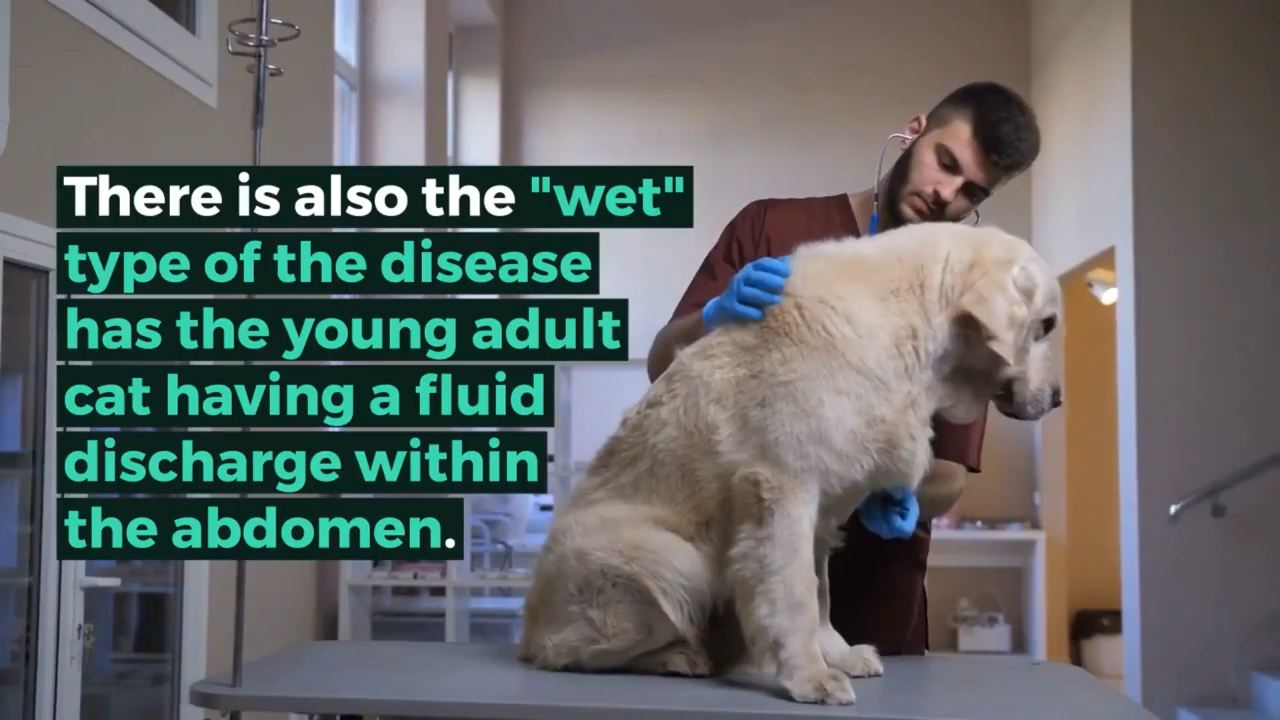 There is also the "wet"
type of the disease
has the young adult
cat having a fluid
discharge within
the abdomen.